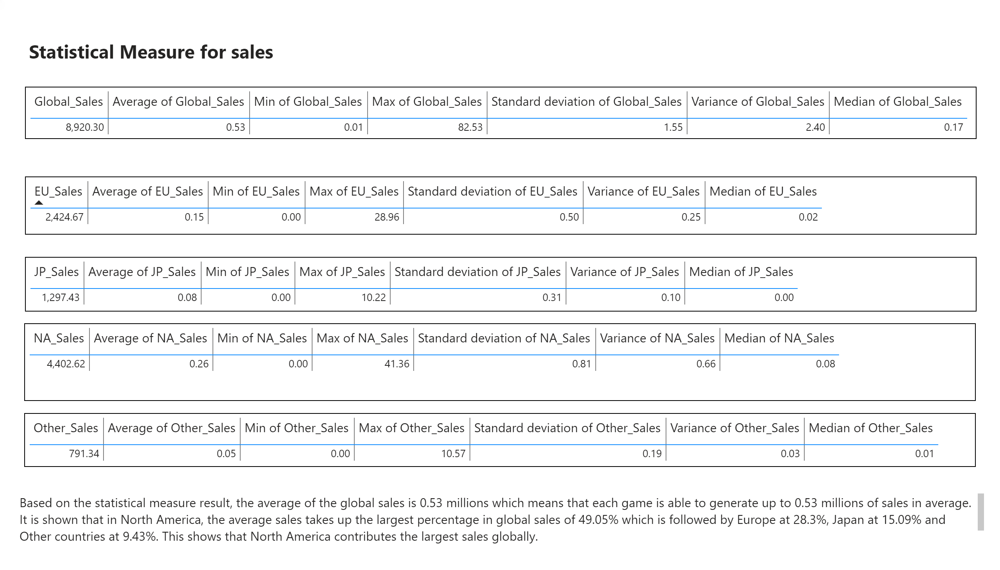 Statistical Measure for sales
Global_Sales Average of Global_Sales Min of Global_Sales Max of Global_Sales Standard deviation of Global_Sales Variance of Global_Sales Median of Global_Sales
8,920.30 0.53 0.01 82.53 1.55 2.40 0.17
EU_Sales Average of EU_Sales Min of EU_Sales Max of EU_Sales Standard deviation of EU_Sales Variance of EU_Sales Median of EU_Sales
2,424.67 0.15 0.00 28.96 0.50 0.25 0.02
JP_Sales Average of JP_Sales Min of JP_Sales Max of JP_Sales Standard deviation of JP_Sales Variance of JP_Sales Median of JP_Sales
1,297.43 0.08 0.00 10.22 0.31 0.10 0.00
NA_Sales Average of NA_Sales Min of NA_Sales Max of NA_Sales Standard deviation of NA_Sales Variance of NA_Sales Median of NA_Sales
4,402.62 0.26 0.00 41.36 0.81 0.66 0.08
Other_Sales Average of Other_Sales Min of Other_Sales Max of Other_Sales Standard deviation of Other_Sales Variance of Other_Sales Median of Other_Sales
791.34 0.05 0.00 10.57 0.19 0.03 0.01
Based on the statistical measure result, the average of the global sales is 0.53 millions which means that each game is able to generate up to 0.53 millions of sales in average.
It is shown that in North America, the average sales takes up the largest percentage in global sales of 49.05% which is followed by Europe at 28.3%, Japan at 15.09% and
Other countries at 9.43%. This shows that North America contributes the largest sales globally.